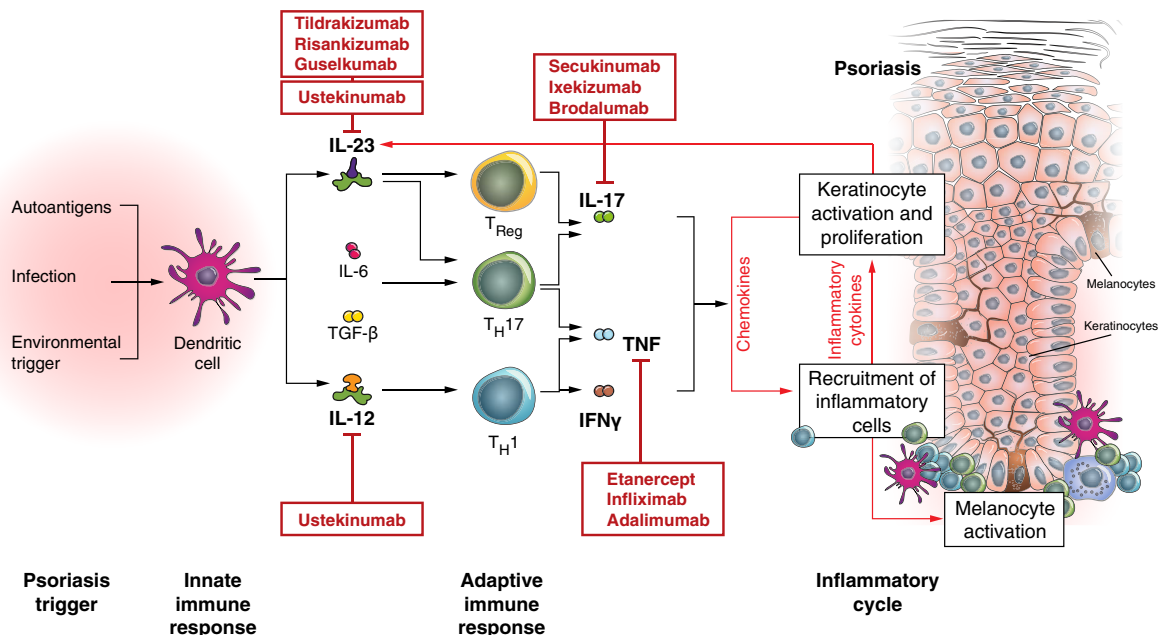 Tildrakizumab
Risankizumab
Guselkumab
Ustekinumab
IL-23
Secukinumab
Ixekizumab
Brodalumab
IL-17
Psoriasis
Autoantigens
Infection
Environmental
trigger
Dendritic
cell
IL-6
TGF-β
IL-12
Ustekinumab
TReg
TH17
TH1
TNF
IFNγ
Etanercept
Infliximab
Adalimumab
Chemokines
Inflammatory
cytokines
Keratinocyte
activation and
proliferation
Recruitment of
inflammatory
cells
Melanocyte
activation
Melanocytes
Keratinocytes
Psoriasis
trigger
Innate
immune
response
Adaptive
immune
response
Inflammatory
cycle